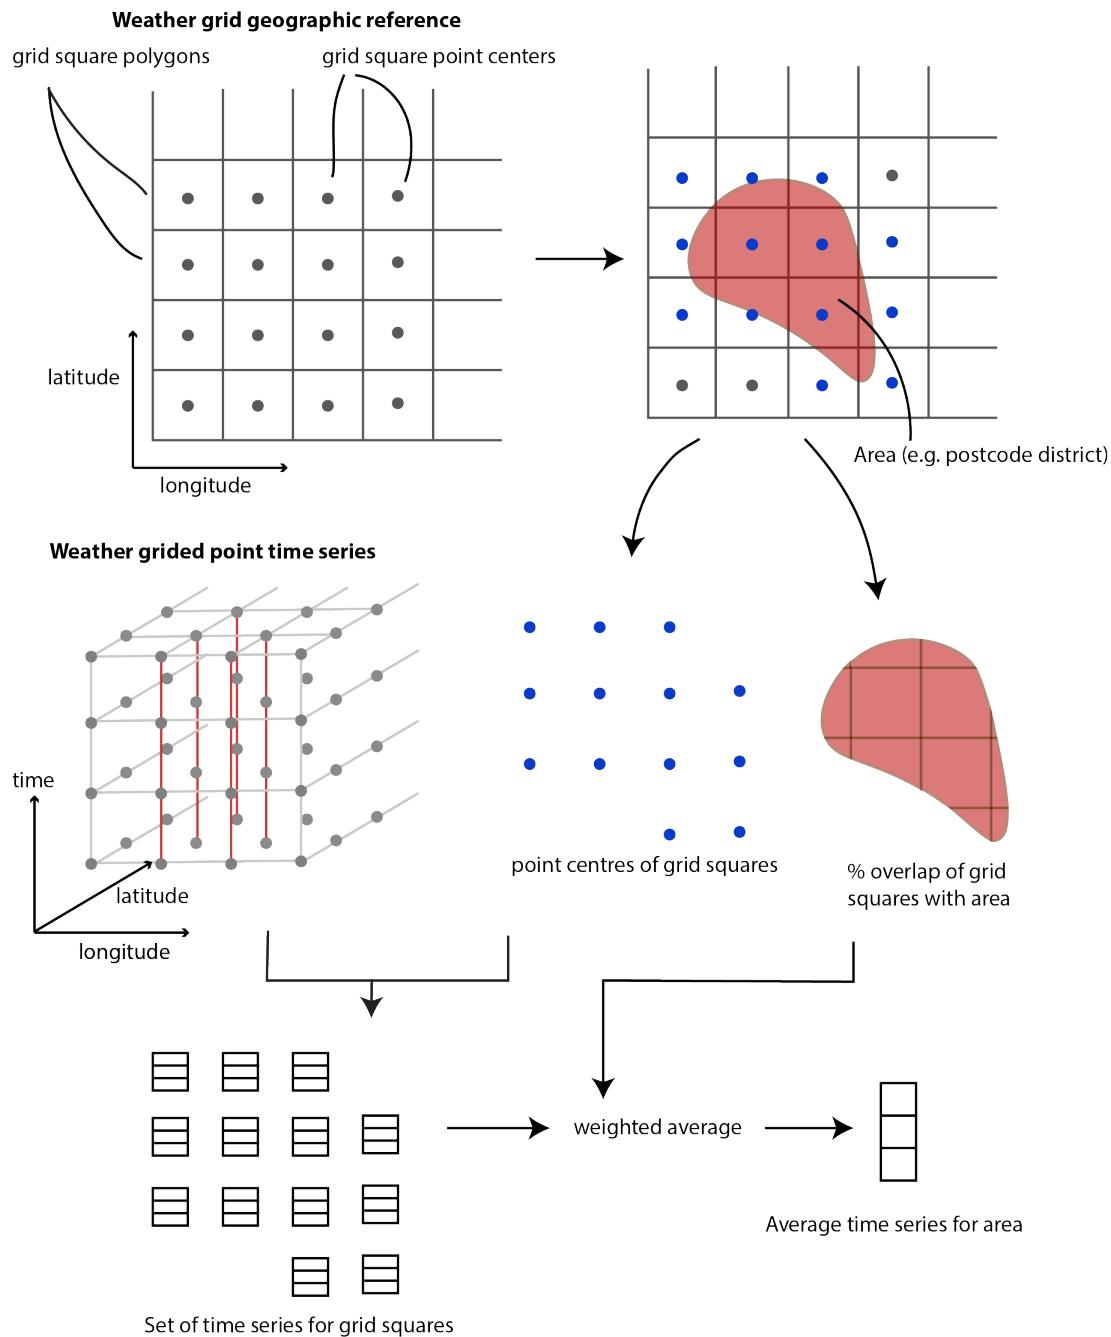 Weather grid geographic reference
grid square polygons
grid square point centers
latitude
longitude
Area (e.g. postcode district)
Weather grided point time series
time
latitude
longitude
point centres of grid squares
% overlap of grid
squares with area
weighted average
Average time series for area
Set of time series for grid squares